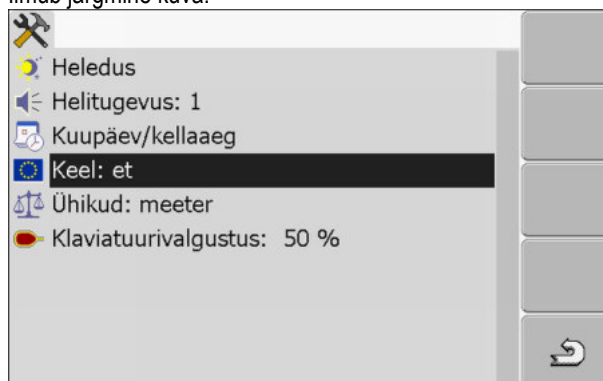 Ilmub järgmine kuva:
Heledus
Helitugevus: 1
Kuupäev/kellaaeg
Keel: et
Ühikud: meeter
Klaviatuurivalgustus: 50 %